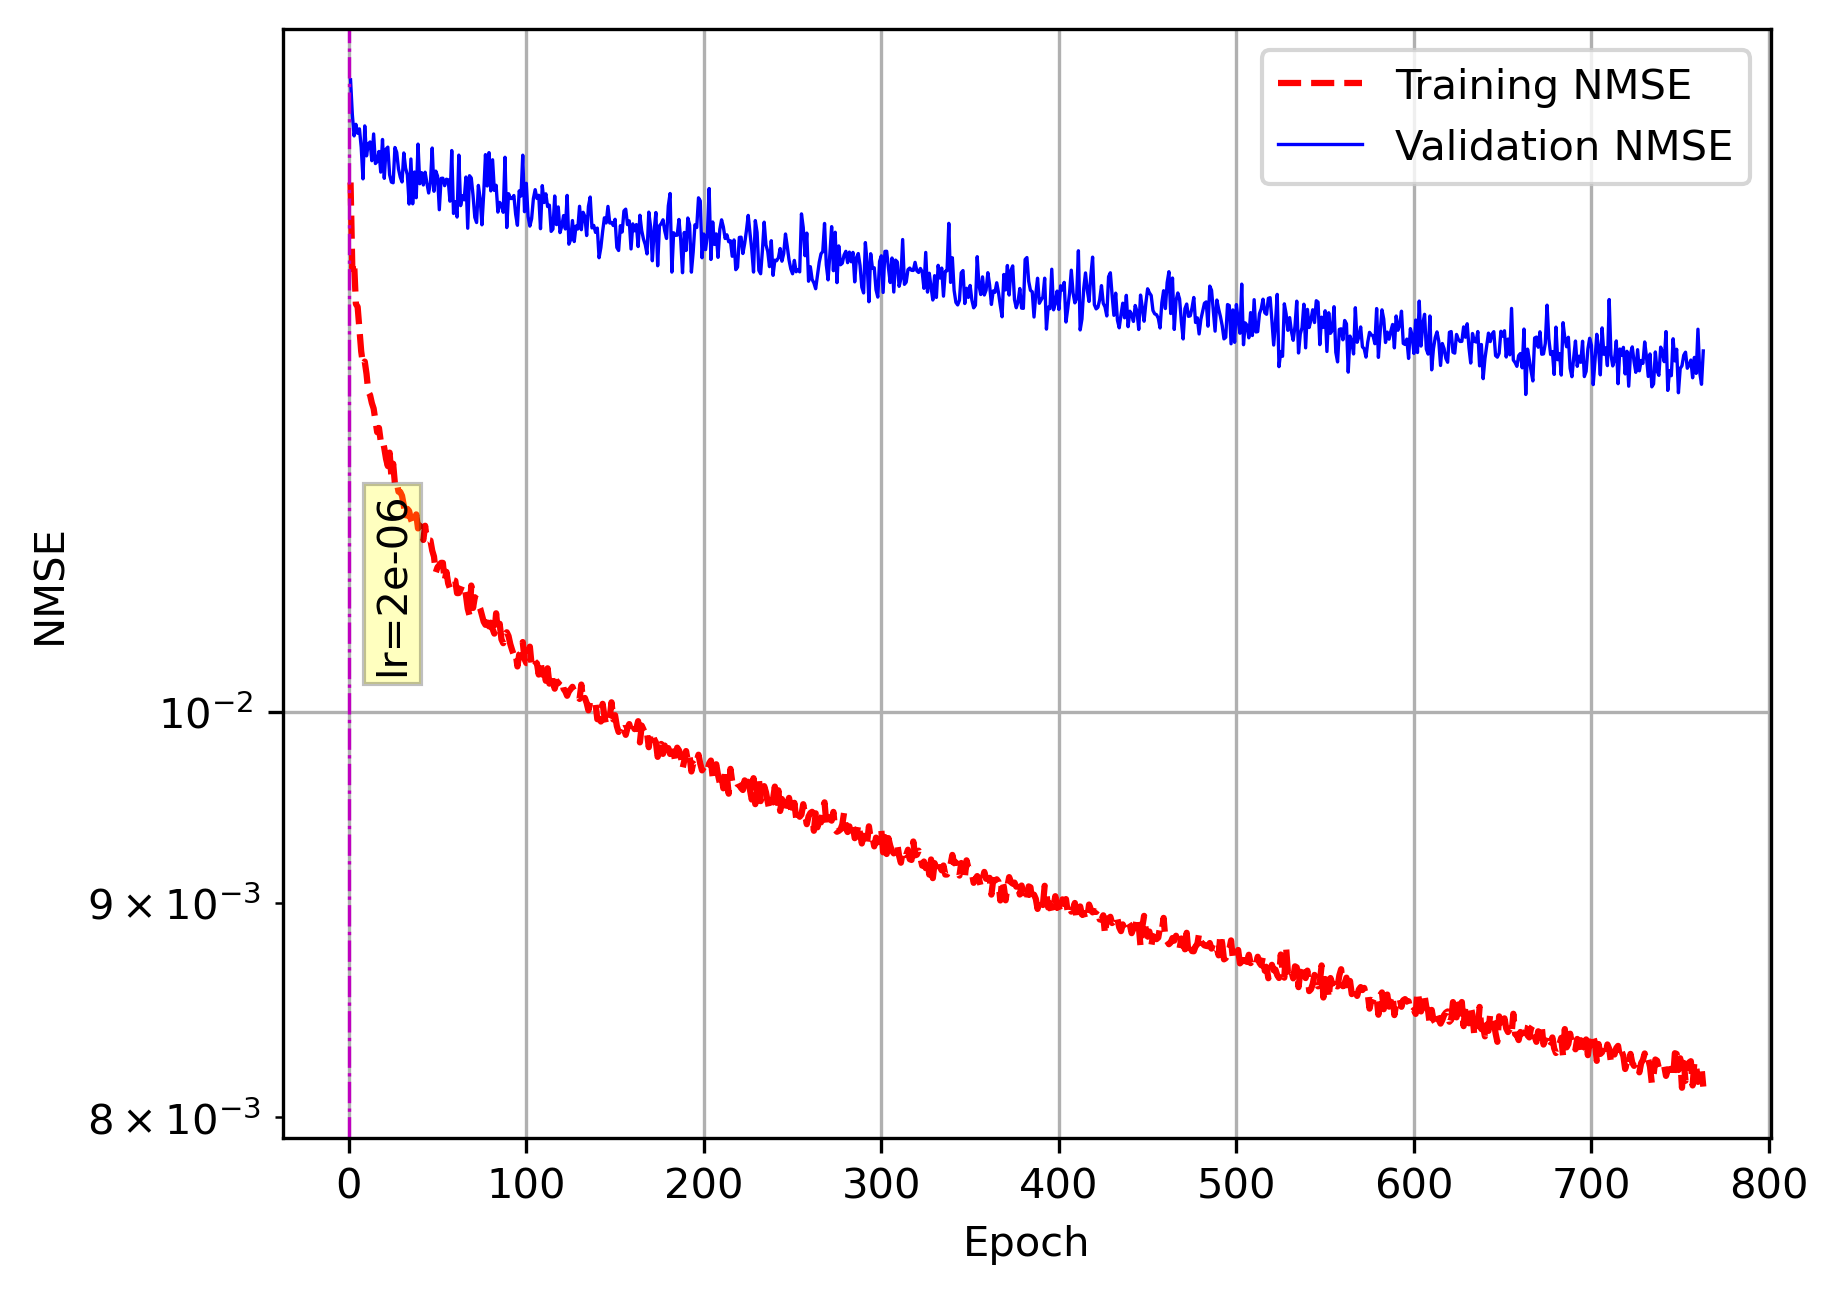 Training NMSE
Validation NMSE
NMSE
lr=2e-06
10⁻²
9 × 10⁻³
8 × 10⁻³
0 100 200 300 400 500 600 700 800
Epoch